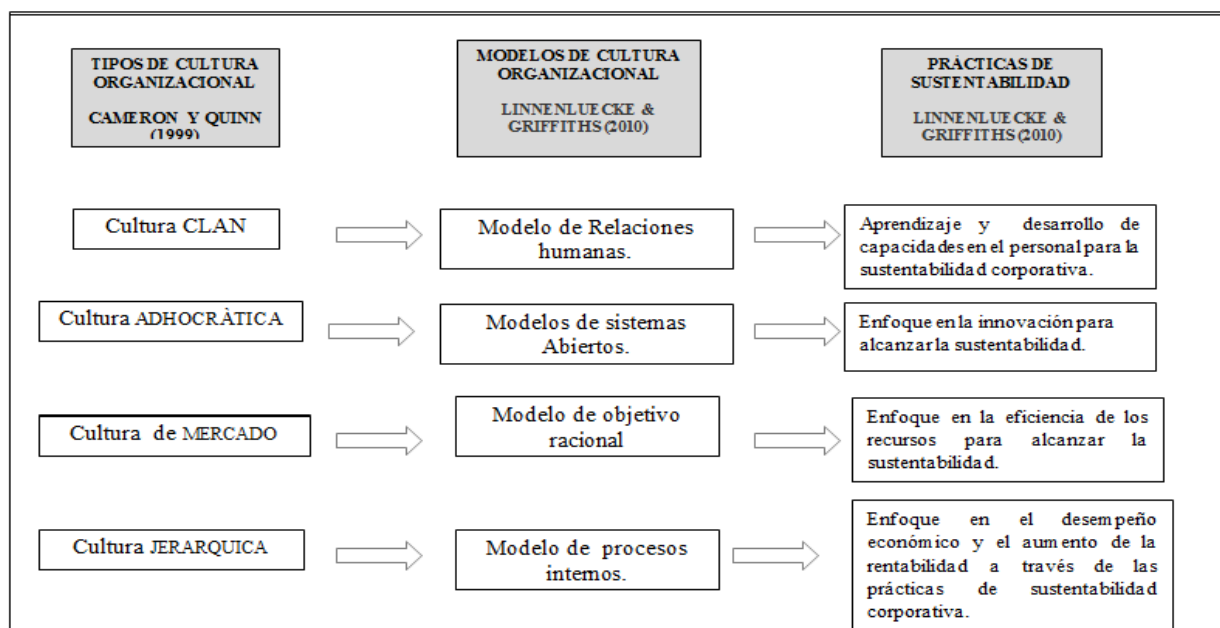 TIPOS DE CULTURA
ORGANIZACIONAL
CAMERON Y QUINN
(1999)
MODELOS DE CULTURA
ORGANIZACIONAL
LINNENLUECKE &
GRIFFITHS (2010)
PRÁCTICAS DE
SUSTENTABILIDAD
LINNENLUECKE &
GRIFFITHS (2010)
Cultura CLAN
Modelo de Relaciones
humanas.
Aprendizaje y desarrollo de
capacidades en el personal para la
sustentabilidad corporativa.
Cultura ADHOCRÀTICA
Modelos de sistemas
Abiertos.
Enfoque en la innovación para
alcanzar la sustentabilidad.
Cultura de MERCADO
Modelo de objetivo
racional
Enfoque en la eficiencia de los
recursos para alcanzar la
sustentabilidad.
Cultura JERARQUICA
Modelo de procesos
internos.
Enfoque en el desempeño
económico y el aumento de la
rentabilidad a través de las
prácticas de sustentabilidad
corporativa.